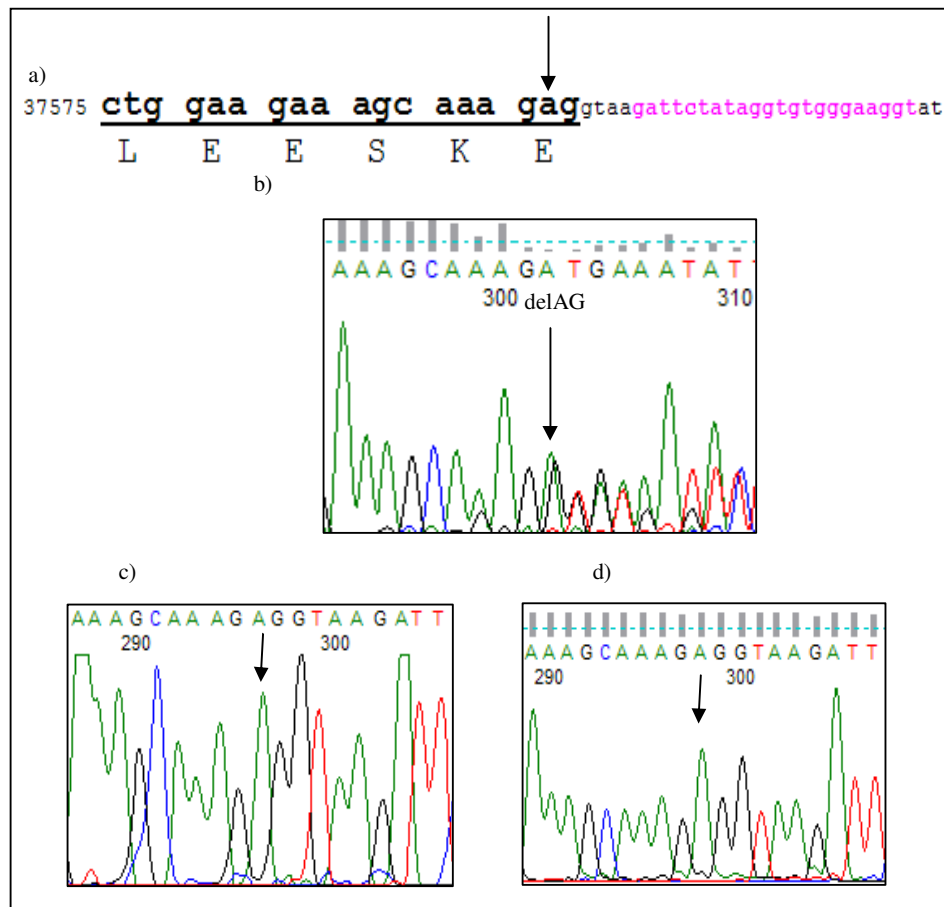 a)
37575 ctg gaa gaa agc aaa gaggtaagattctataggtgtgggaaggtat
L E E S K E
b)
A A A G C A A A G A T G A A A T A T T
300 delAG 310
c)
A A A G C A A A G A G G T A A G A T T
290 300
d)
A A A G C A A A G A G G T A A G A T T
290 300